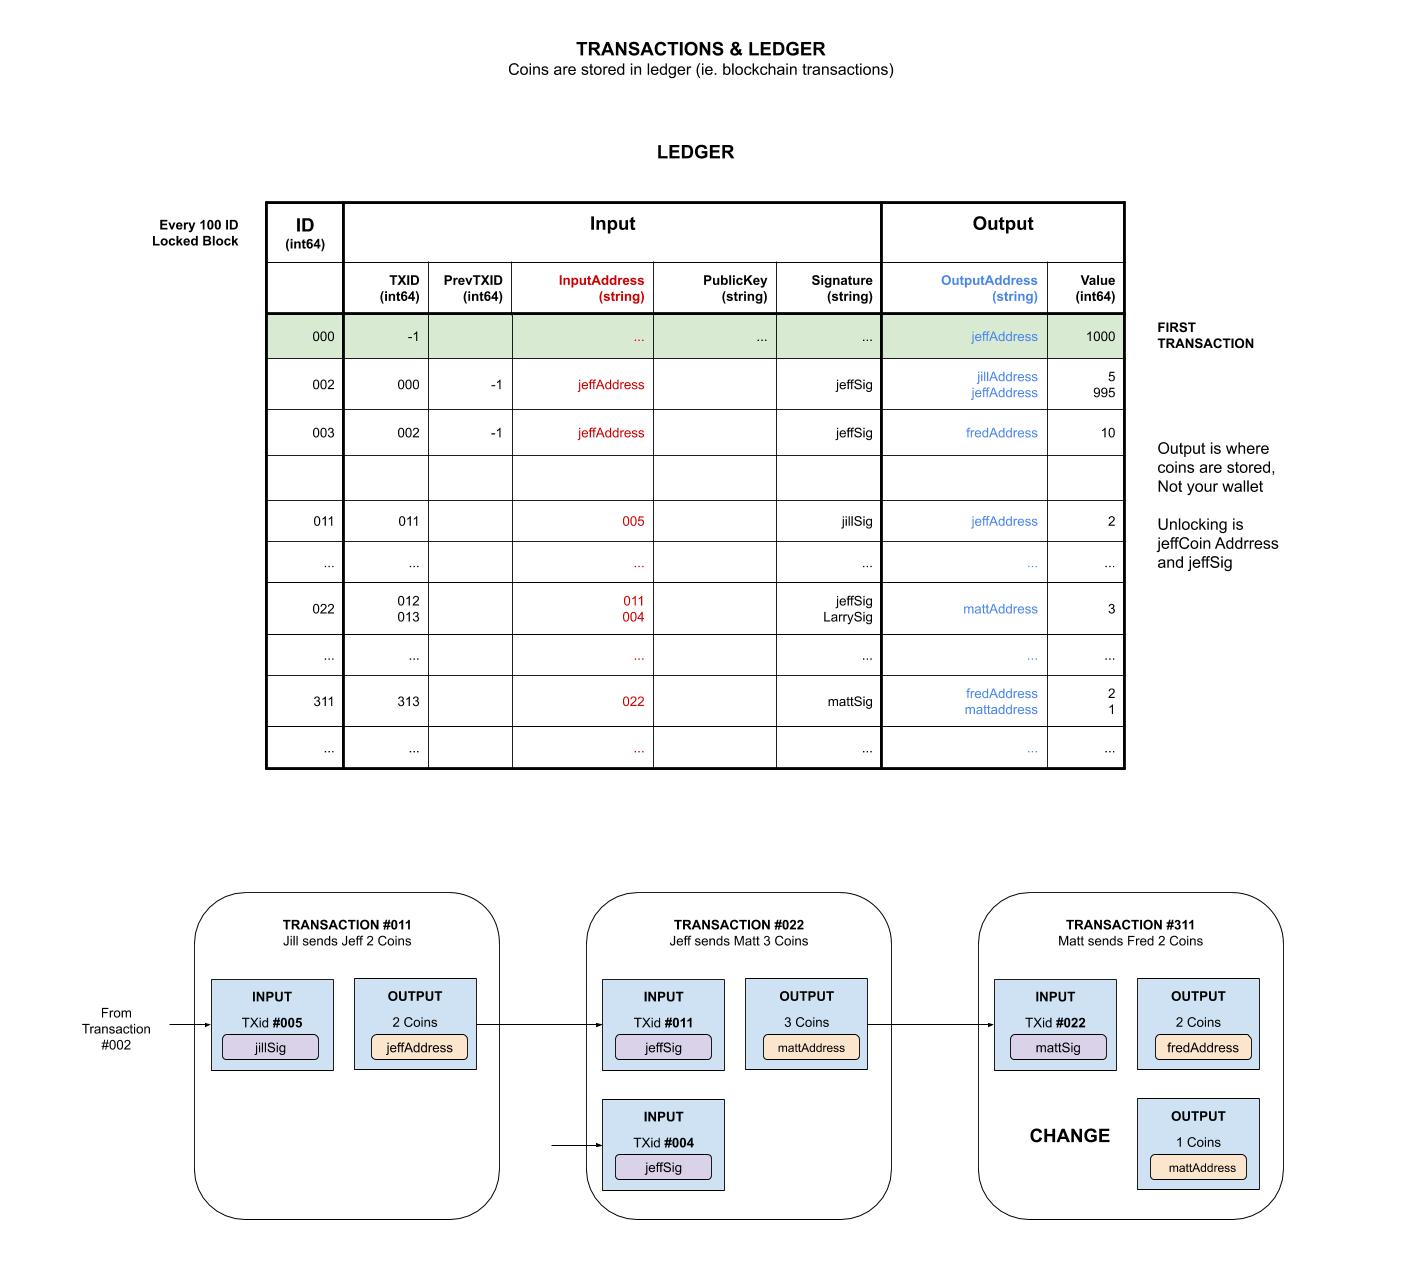 TRANSACTIONS & LEDGER
Coins are stored in ledger (ie. blockchain transactions)
LEDGER
Every 100 ID
Locked Block
ID
(int64)
Input
Output
TXID
(int64)
PrevTXID
(int64)
InputAddress
(string)
PublicKey
(string)
Signature
(string)
OutputAddress
(string)
Value
(int64)
000 -1 ... ... ... jeffAddress 1000
FIRST
TRANSACTION
002 000 -1 jeffAddress jeffSig
jillAddress 5
jeffAddress 995
003 002 -1 jeffAddress jeffSig fredAddress 10
Output is where
coins are stored,
Not your wallet
Unlocking is
jeffCoin Addrress
and jeffSig
011 011 005 jillSig jeffAddress 2
... ... ... ... ... ...
022
012 011 jeffSig
013 004 LarrySig
mattAddress 3
... ... ... ... ... ...
311 313 022 mattSig
fredAddress 2
mattaddress 1
... ... ... ... ... ...
From
Transaction
#002
TRANSACTION #011
Jill sends Jeff 2 Coins
INPUT
TXid #005
jillSig
OUTPUT
2 Coins
jeffAddress
TRANSACTION #022
Jeff sends Matt 3 Coins
INPUT
TXid #011
jeffSig
OUTPUT
3 Coins
mattAddress
INPUT
TXid #004
jeffSig
TRANSACTION #311
Matt sends Fred 2 Coins
INPUT
TXid #022
mattSig
OUTPUT
2 Coins
fredAddress
CHANGE
OUTPUT
1 Coins
mattAddress